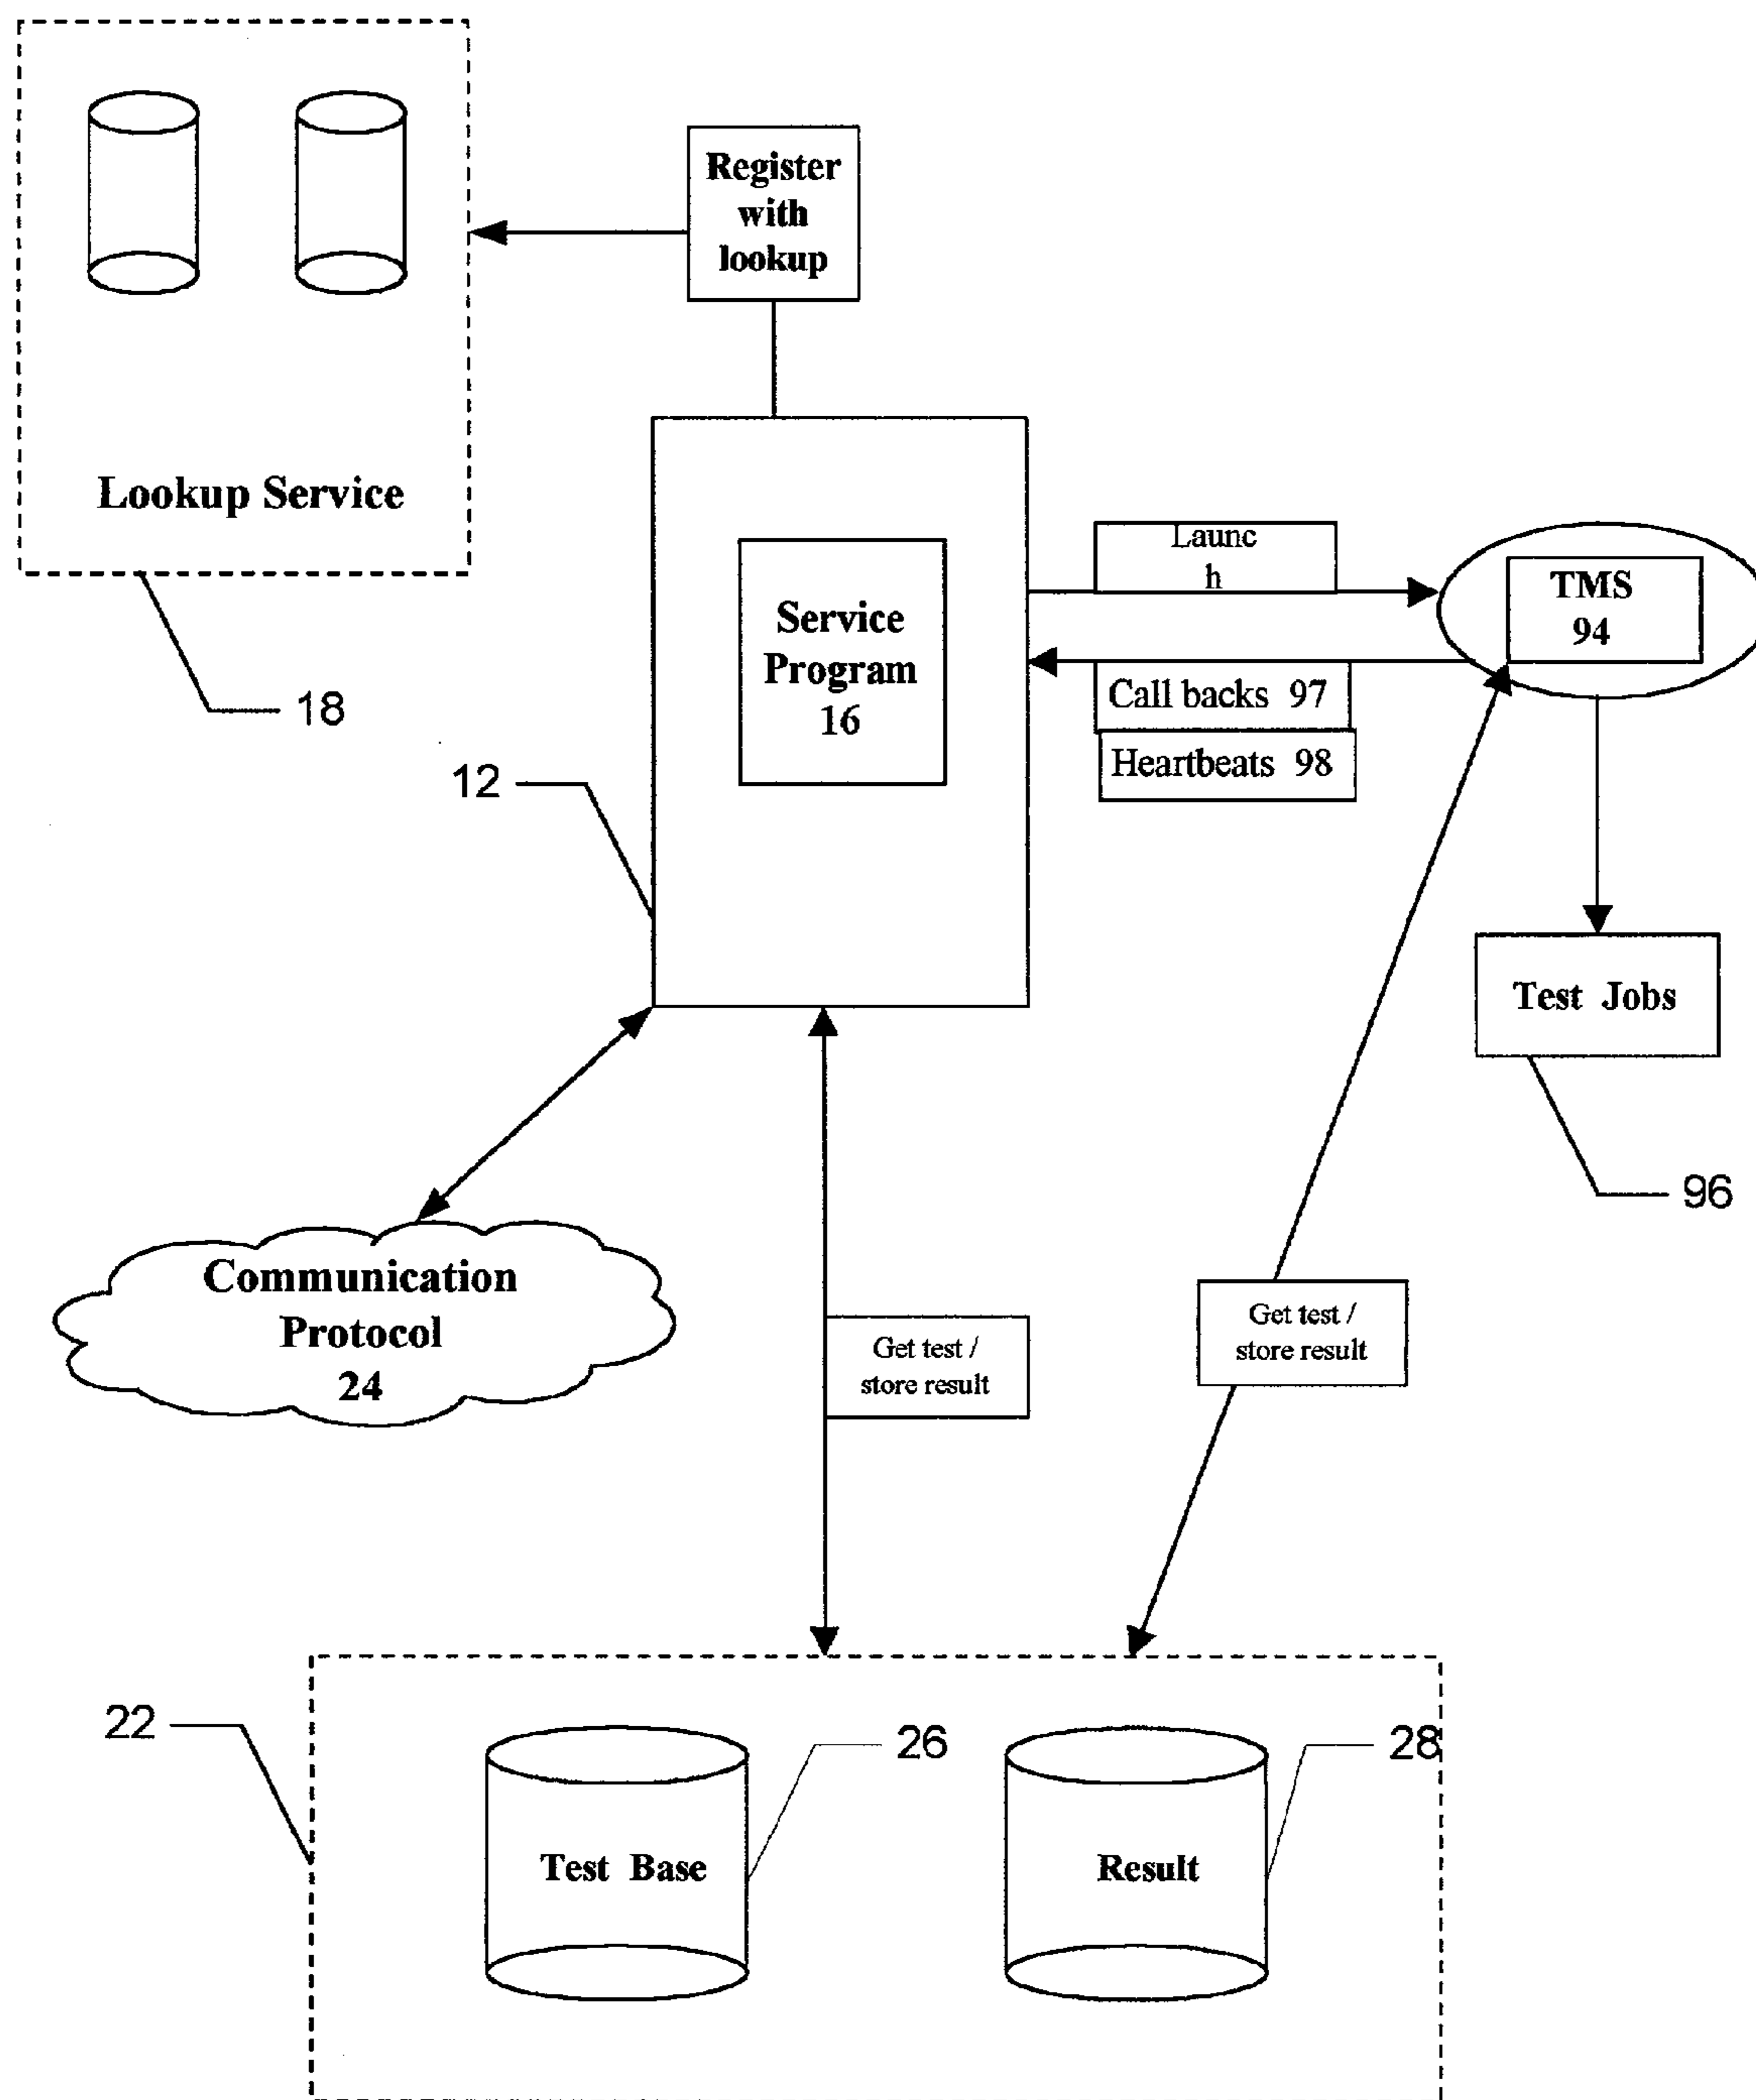 Register
with
lookup
Lookup Service
18
Service
Program
16
12
Launc
h
TMS
94
Call backs 97
Heartbeats 98
Test Jobs
96
Communication
Protocol
24
Get test /
store result
Get test /
store result
22
26
28
Test Base
Result